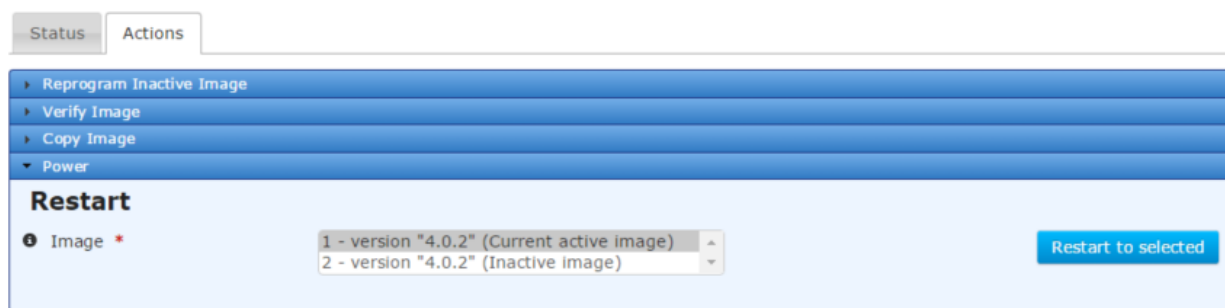 Status Actions
Reprogram Inactive Image
Verify Image
Copy Image
Power
Restart
Image *
1 - version "4.0.2" (Current active image)
2 - version "4.0.2" (Inactive image)
Restart to selected